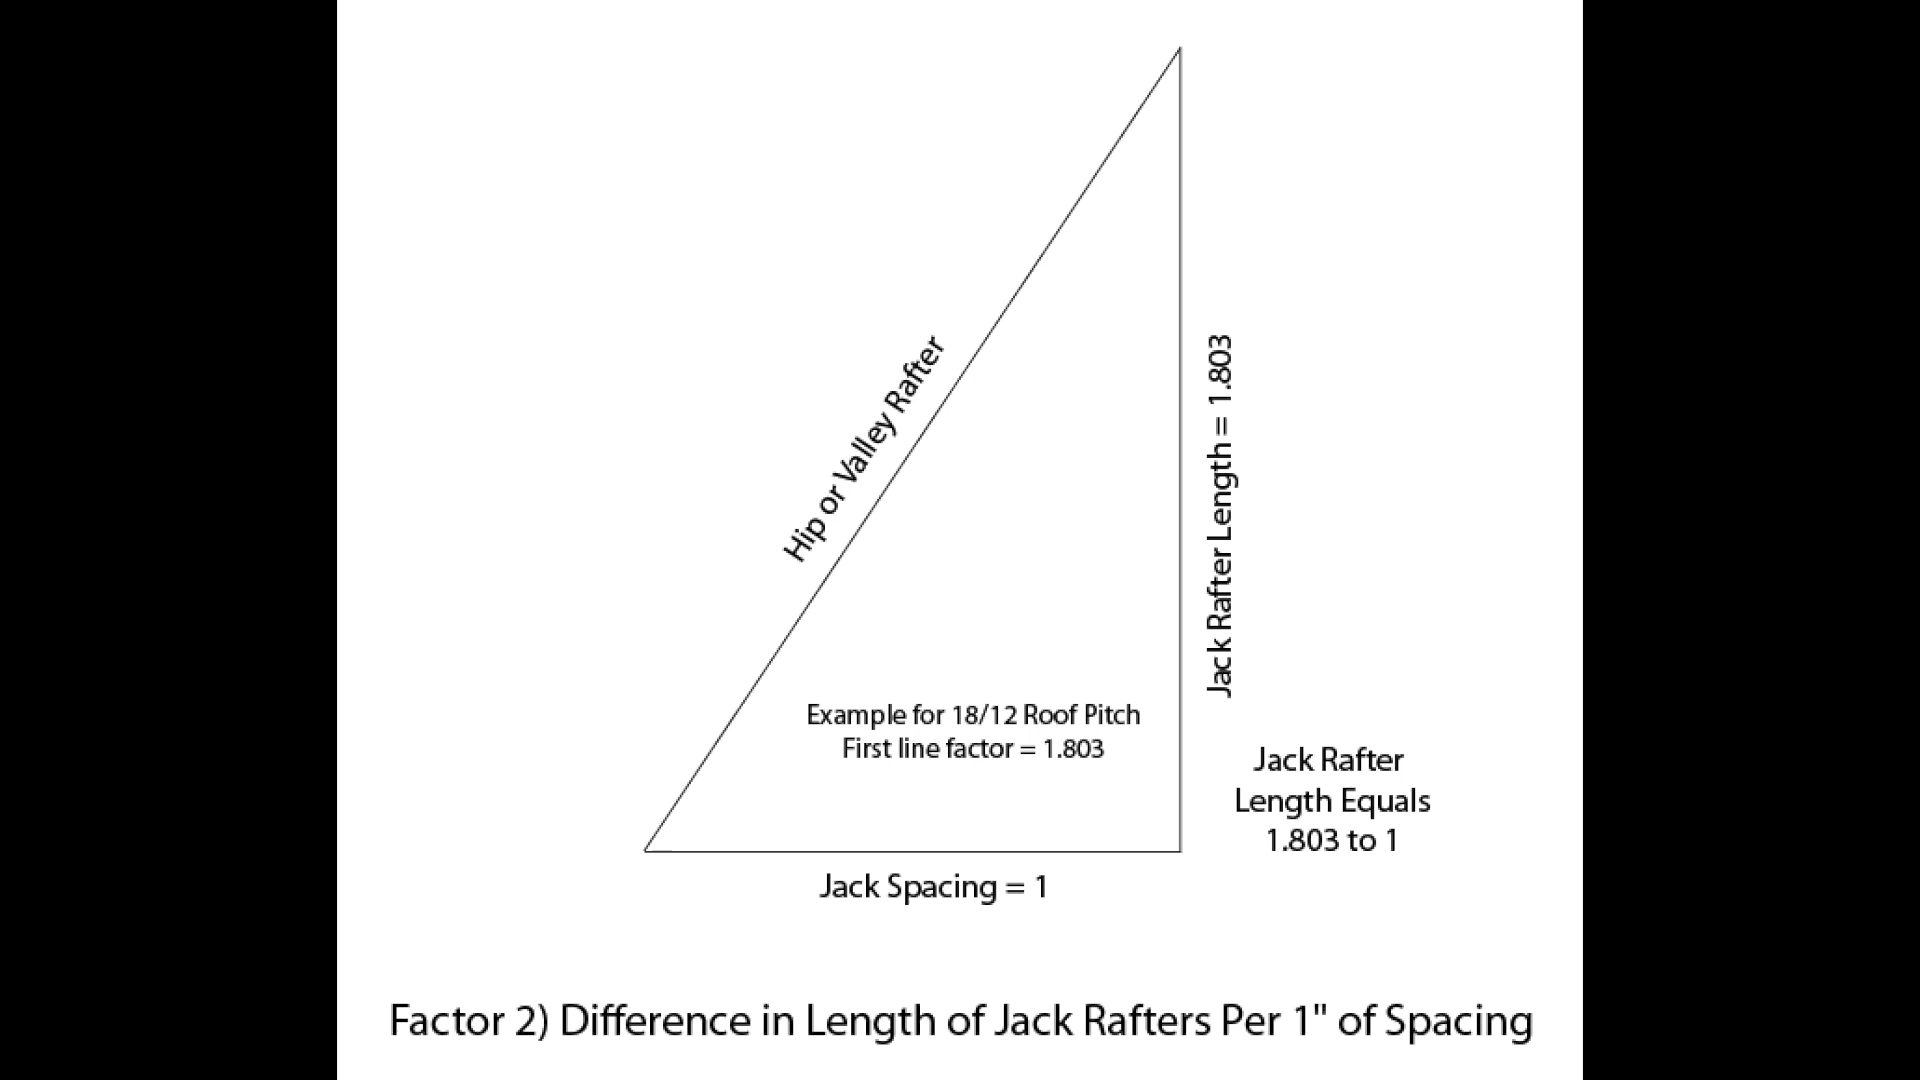 Hip or Valley Rafter
Jack Rafter Length = 1.803
Example for 18/12 Roof Pitch
First line factor = 1.803
Jack Rafter
Length Equals
1.803 to 1
Jack Spacing = 1
Factor 2) Difference in Length of Jack Rafters Per 1" of Spacing